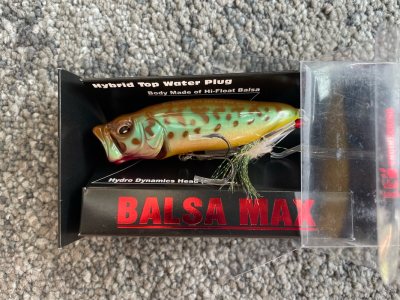 Hybrid Top Water Plug
Body Made of Hi-Float Balsa
Hydro Dynamics Head
BALSA MAX